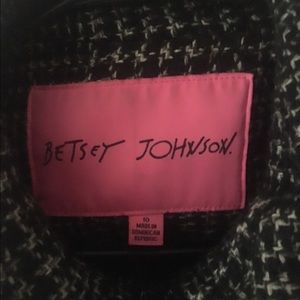 BETSEY JOHNSON.
10
MADE IN
DOMINICAN
REPUBLIC